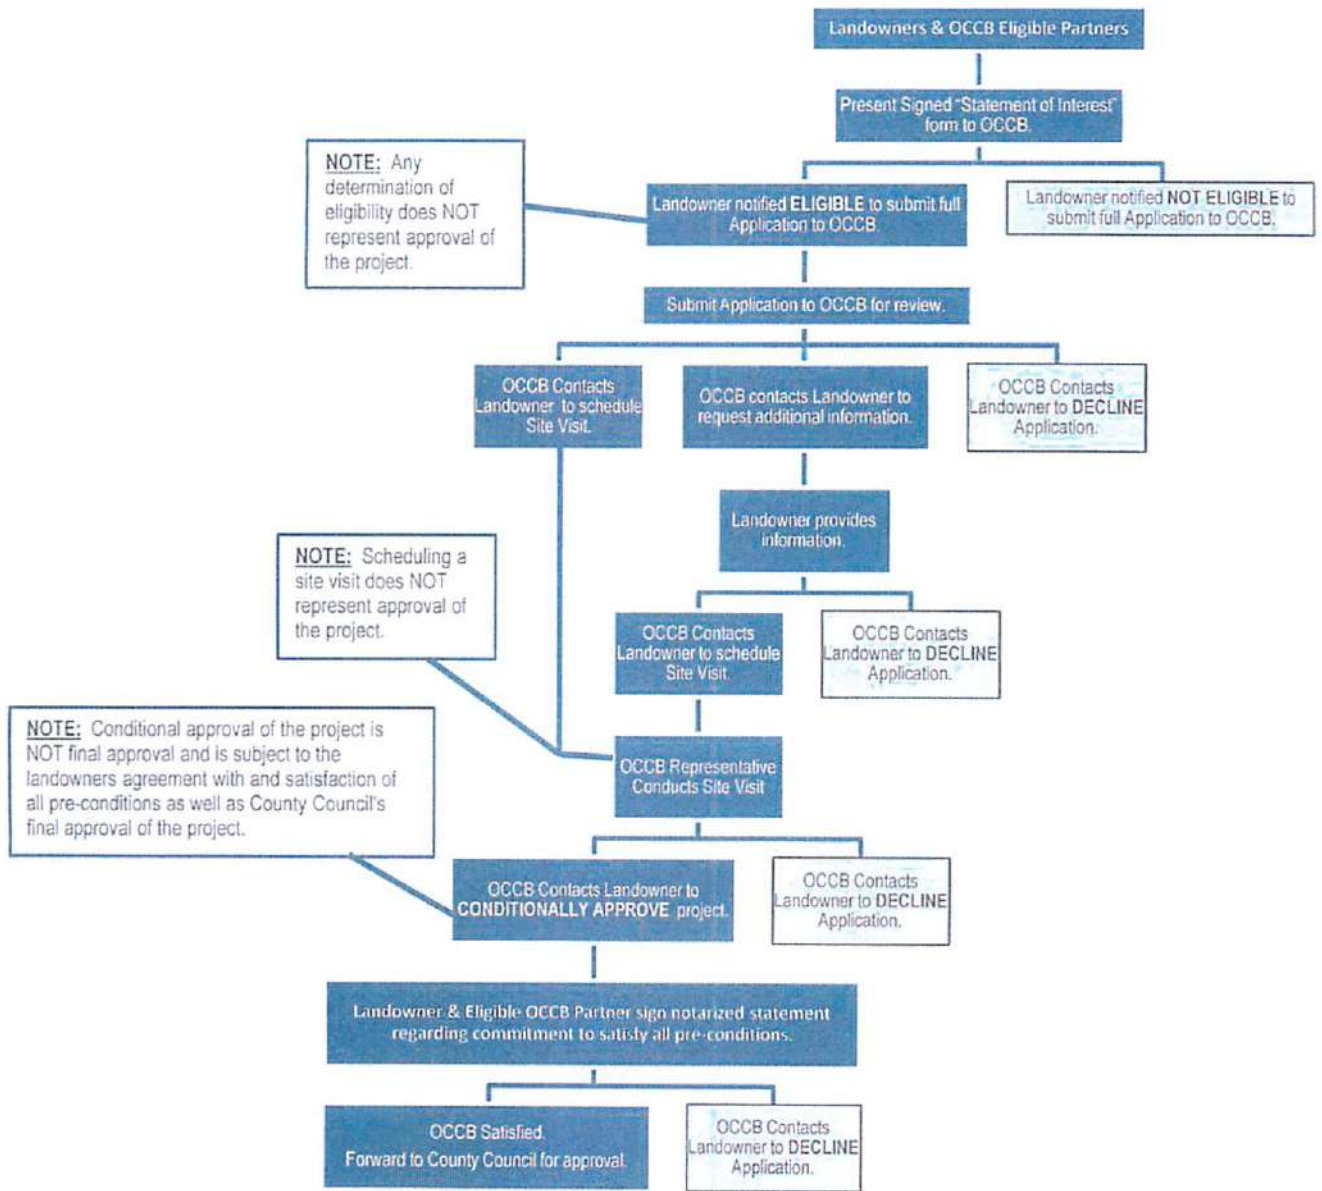 Landowners & OCCB Eligible Partners
Present Signed "Statement of Interest"
form to OCCB.
NOTE: Any
determination of
eligibility does NOT
represent approval of
the project.
Landowner notified ELIGIBLE to submit full
Application to OCCB.
Landowner notified NOT ELIGIBLE to
submit full Application to OCCB.
Submit Application to OCCB for review.
OCCB Contacts
Landowner to schedule
Site Visit.
OCCB contacts Landowner to
request additional information.
OCCB Contacts
Landowner to DECLINE
Application.
Landowner provides
information.
NOTE: Scheduling a
site visit does NOT
represent approval of
the project.
OCCB Contacts
Landowner to schedule
Site Visit.
OCCB Contacts
Landowner to DECLINE
Application.
NOTE: Conditional approval of the project is
NOT final approval and is subject to the
landowners agreement with and satisfaction of
all pre-conditions as well as County Council's
final approval of the project.
OCCB Representative
Conducts Site Visit
OCCB Contacts Landowner to
CONDITIONALLY APPROVE project.
OCCB Contacts
Landowner to DECLINE
Application.
Landowner & Eligible OCCB Partner sign notarized statement
regarding commitment to satisfy all pre-conditions.
OCCB Satisfied.
Forward to County Council for approval.
OCCB Contacts
Landowner to DECLINE
Application.